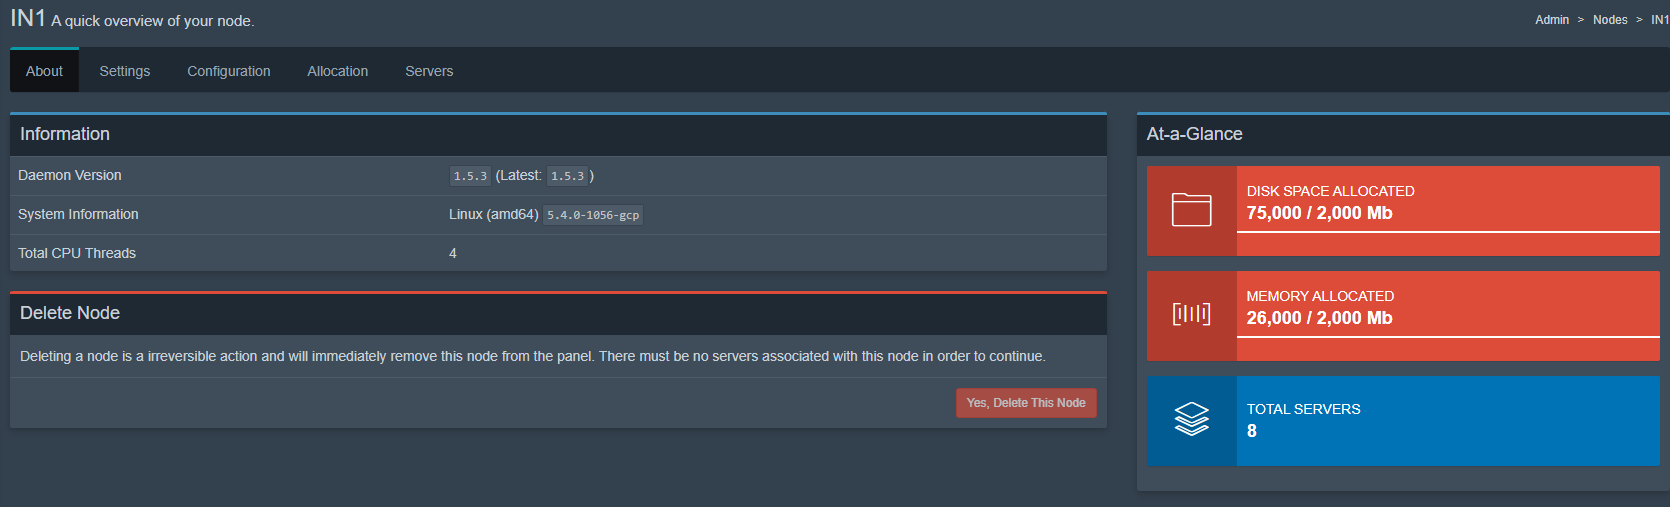 IN1 A quick overview of your node.
Admin > Nodes > IN1
About Settings Configuration Allocation Servers
Information
Daemon Version 1.5.3 (Latest: 1.5.3)
System Information Linux (amd64) 5.4.0-1056-gcp
Total CPU Threads 4
Delete Node
Deleting a node is a irreversible action and will immediately remove this node from the panel. There must be no servers associated with this node in order to continue.
Yes, Delete This Node
At-a-Glance
DISK SPACE ALLOCATED
75,000 / 2,000 Mb
MEMORY ALLOCATED
26,000 / 2,000 Mb
TOTAL SERVERS
8